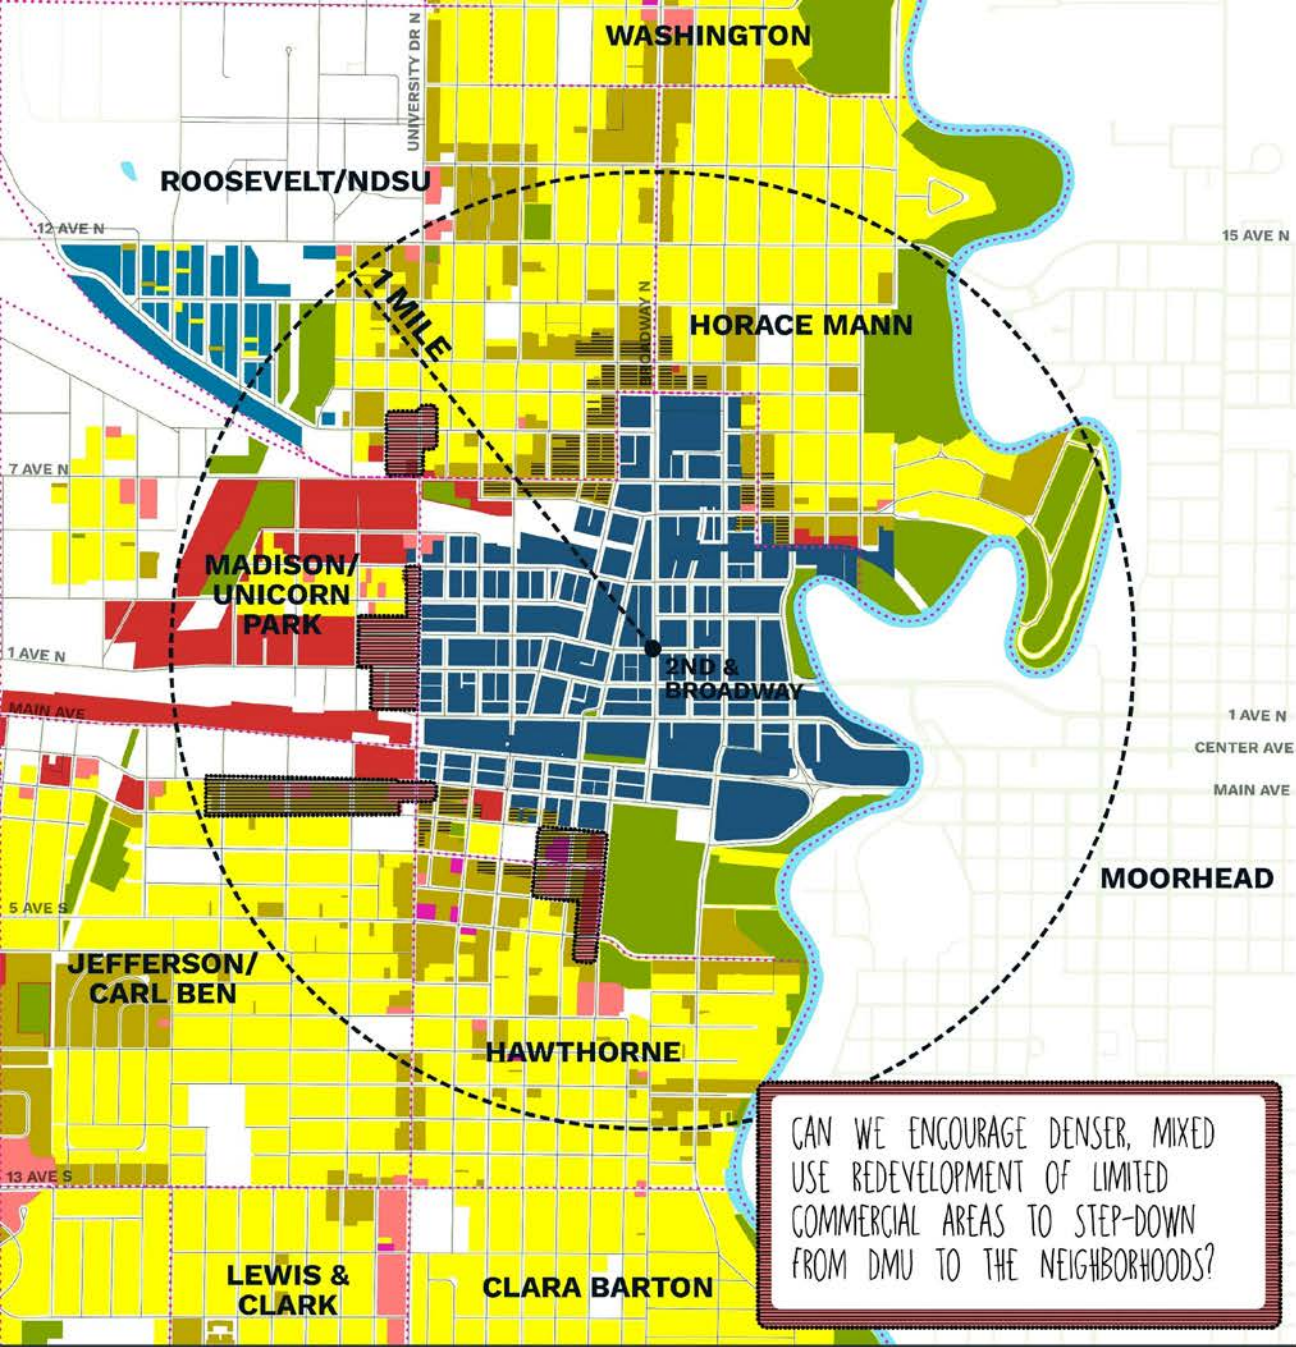 WASHINGTON
UNIVERSITY DR N
ROOSEVELT/NDSU
12 AVE N
15 AVE N
1 MILE
BROADWAY N
HORACE MANN
7 AVE N
MADISON/
UNICORN
PARK
1 AVE N
2ND &
BROADWAY
MAIN AVE
1 AVE N
CENTER AVE
MAIN AVE
MOORHEAD
5 AVE S
JEFFERSON/
CARL BEN
HAWTHORNE
CAN WE ENCOURAGE DENSER, MIXED
USE REDEVELOPMENT OF LIMITED
COMMERCIAL AREAS TO STEP-DOWN
FROM DMU TO THE NEIGHBORHOODS?
13 AVE S
LEWIS &
CLARK
CLARA BARTON